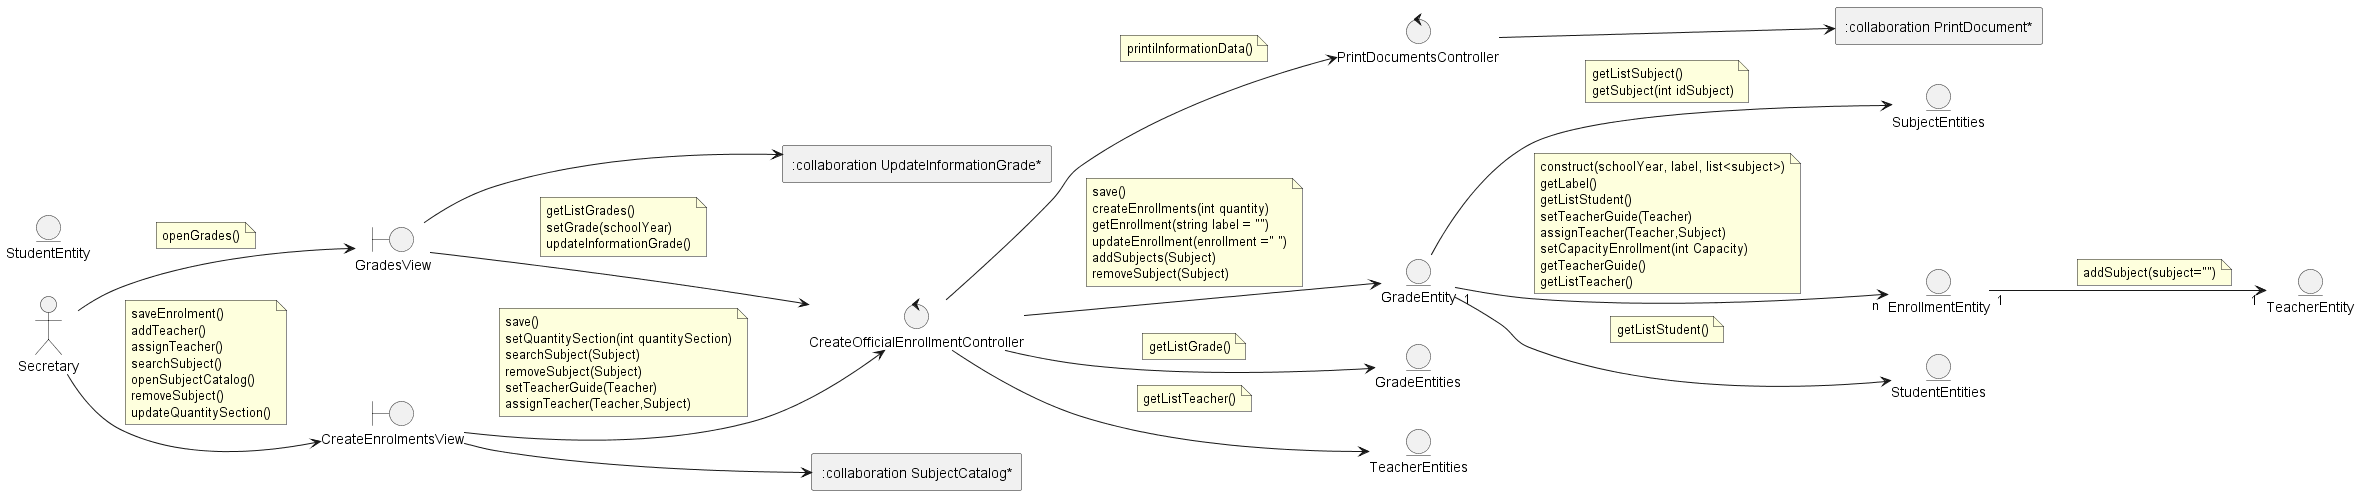 printiInformationData()
PrintDocumentsController
:collaboration PrintDocument*
getListSubject()
getSubject(int idSubject)
SubjectEntities
:collaboration UpdateInformationGrade*
StudentEntity
openGrades()
GradesView
getListGrades()
setGrade(schoolYear)
updateInformationGrade()
save()
createEnrollments(int quantity)
getEnrollment(string label = "")
updateEnrollment(enrollment =" ")
addSubjects(Subject)
removeSubject(Subject)
construct(schoolYear, label, list<subject>)
getLabel()
getListStudent()
setTeacherGuide(Teacher)
assignTeacher(Teacher,Subject)
setCapacityEnrollment(int Capacity)
getTeacherGuide()
getListTeacher()
GradeEntity
1
n
EnrollmentEntity
1
addSubject(subject="")
1
TeacherEntity
Secretary
saveEnrolment()
addTeacher()
assignTeacher()
searchSubject()
openSubjectCatalog()
removeSubject()
updateQuantitySection()
CreateEnrolmentsView
save()
setQuantitySection(int quantitySection)
searchSubject(Subject)
removeSubject(Subject)
setTeacherGuide(Teacher)
assignTeacher(Teacher,Subject)
CreateOfficialEnrollmentController
getListGrade()
GradeEntities
getListStudent()
StudentEntities
getListTeacher()
TeacherEntities
:collaboration SubjectCatalog*